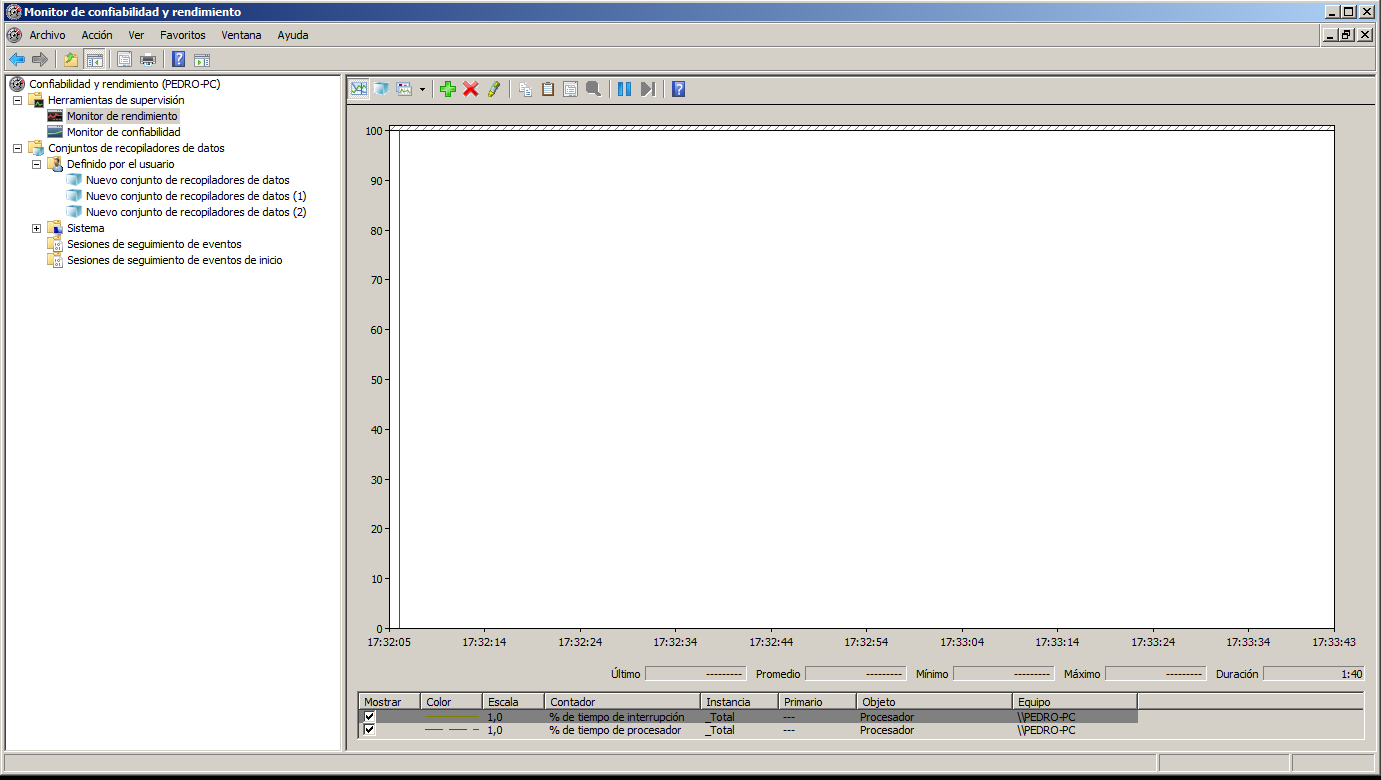 Monitor de confiabilidad y rendimiento
Archivo Acción Ver Favoritos Ventana Ayuda
Confiabilidad y rendimiento (PEDRO-PC)
Herramientas de supervisión
Monitor de rendimiento
Monitor de confiabilidad
Conjuntos de recopiladores de datos
Definido por el usuario
Nuevo conjunto de recopiladores de datos
Nuevo conjunto de recopiladores de datos (1)
Nuevo conjunto de recopiladores de datos (2)
Sistema
Sesiones de seguimiento de eventos
Sesiones de seguimiento de eventos de inicio
100
90
80
70
60
50
40
30
20
10
0
17:32:05 17:32:14 17:32:24 17:32:34 17:32:44 17:32:54 17:33:04 17:33:14 17:33:24 17:33:34 17:33:43
Último --------- Promedio --------- Mínimo --------- Máximo --------- Duración 1:40
Mostrar Color Escala Contador Instancia Primario Objeto Equipo
1,0 % de tiempo de interrupción _Total --- Procesador \\PEDRO-PC
1,0 % de tiempo de procesador _Total --- Procesador \\PEDRO-PC